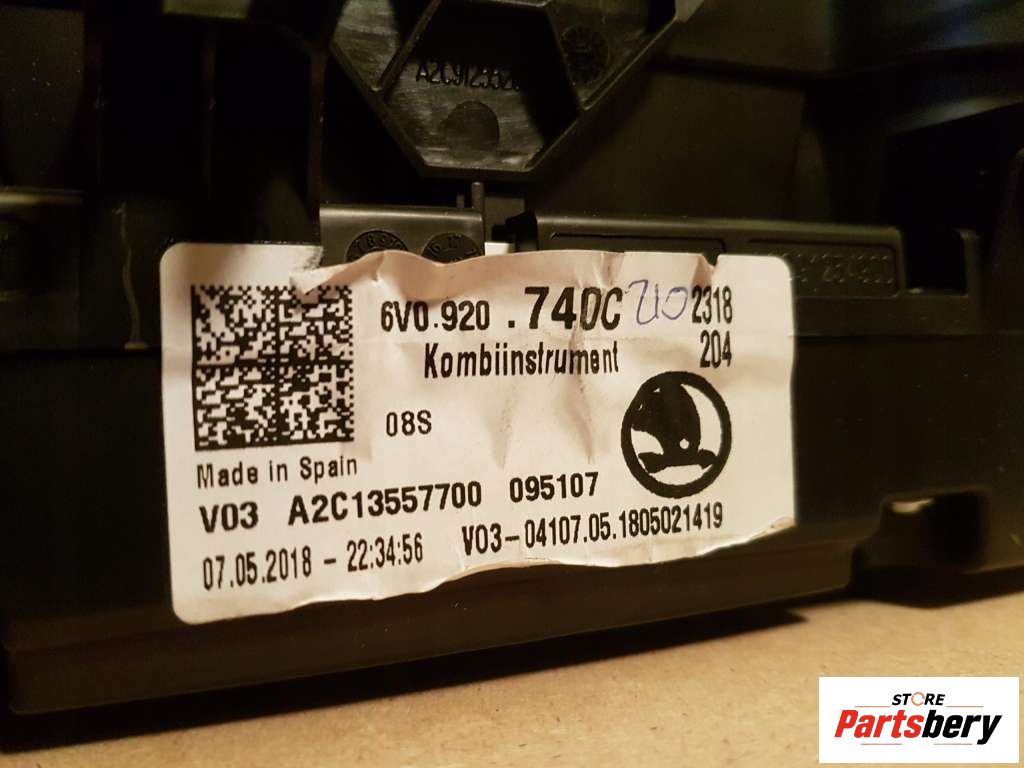 6V0.920 .740C 2318
Kombiinstrument 204
08S
Made in Spain
V03 A2C13557700 095107
07.05.2018 - 22:34:56 V03-04107.05.1805021419
STORE
Partsbery